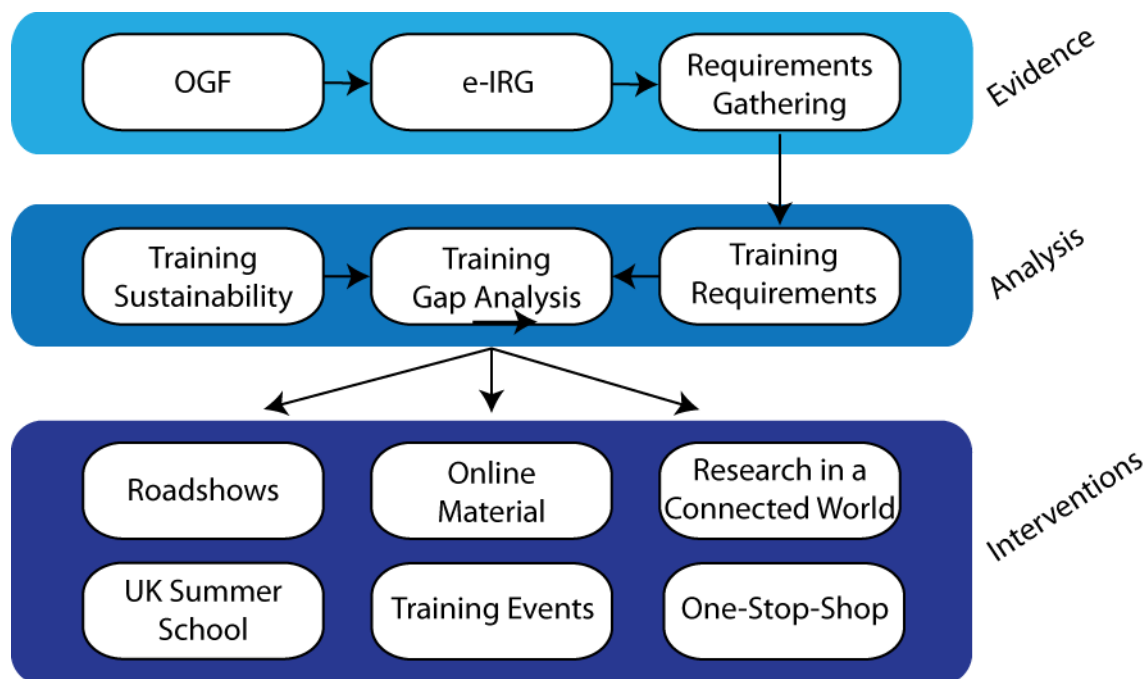 OGF
e-IRG
Requirements
Gathering
Evidence
Training
Sustainability
Training
Gap Analysis
Training
Requirements
Analysis
Roadshows
Online
Material
Research in a
Connected World
UK Summer
School
Training Events
One-Stop-Shop
Interventions